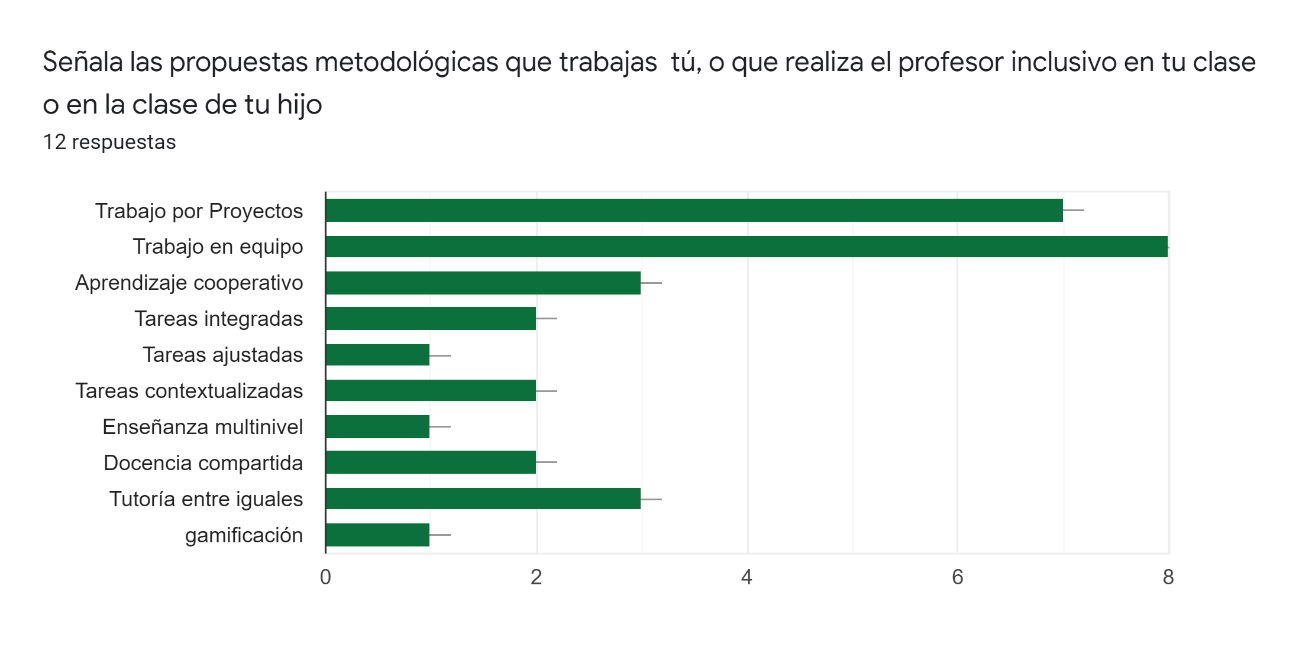 Señala las propuestas metodológicas que trabajas  tú, o que realiza el profesor inclusivo en tu clase
o en la clase de tu hijo
12 respuestas
Trabajo por Proyectos
Trabajo en equipo
Aprendizaje cooperativo
Tareas integradas
Tareas ajustadas
Tareas contextualizadas
Enseñanza multinivel
Docencia compartida
Tutoría entre iguales
gamificación
0 2 4 6 8